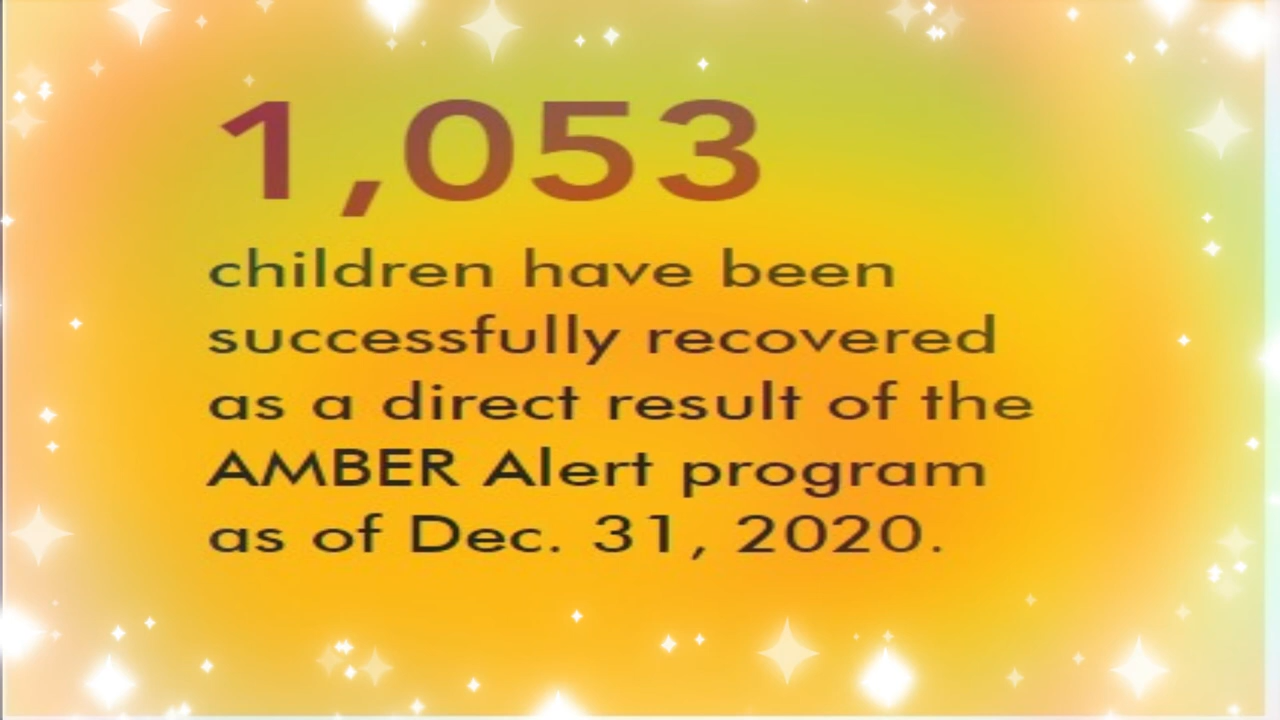 1,053
children have been
successfully recovered
as a direct result of the
AMBER Alert program
as of Dec. 31, 2020.